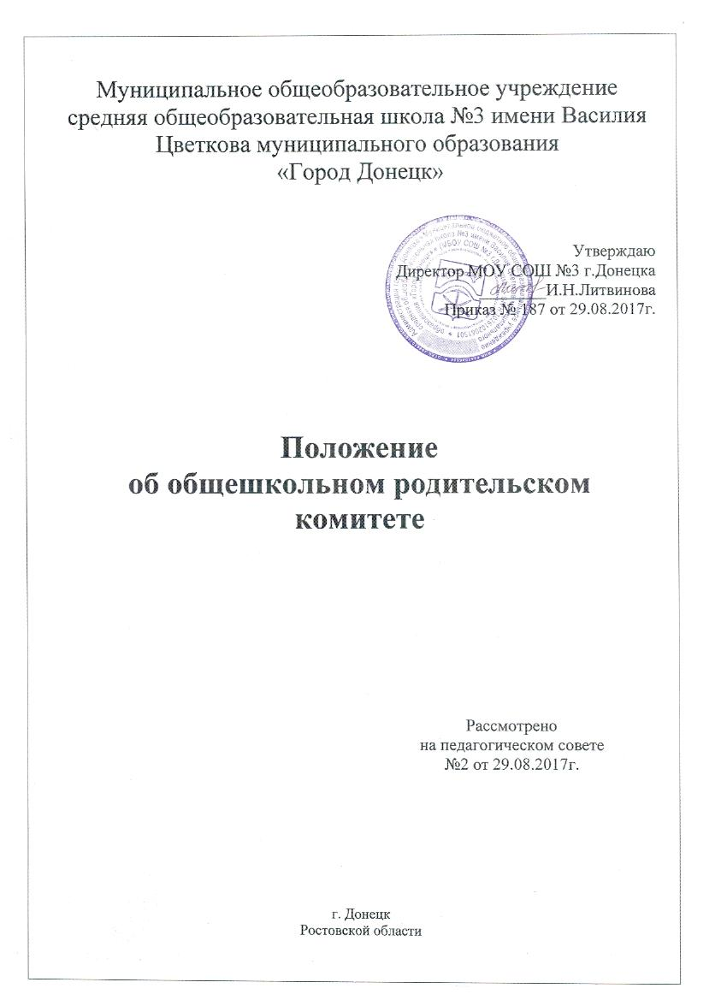 Муниципальное общеобразовательное учреждение
средняя общеобразовательная школа №3 имени Василия
Цветкова муниципального образования
«Город Донецк»
Утверждаю
Директор МОУ СОШ №3 г.Донецка
И.Н.Литвинова
Приказ № 187 от 29.08.2017г.
Положение
об общешкольном родительском
комитете
Рассмотрено
на педагогическом совете
№2 от 29.08.2017г.
г. Донецк
Ростовской области